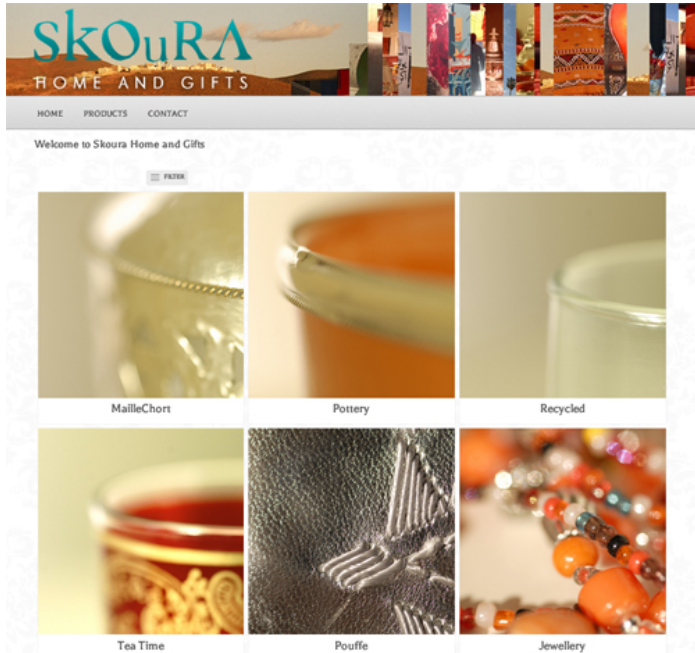 SkOuRA
HOME AND GIFTS
HOME PRODUCTS CONTACT
Welcome to Skoura Home and Gifts
FILTER
MailleChort Pottery Recycled
Tea Time Pouffe Jewellery